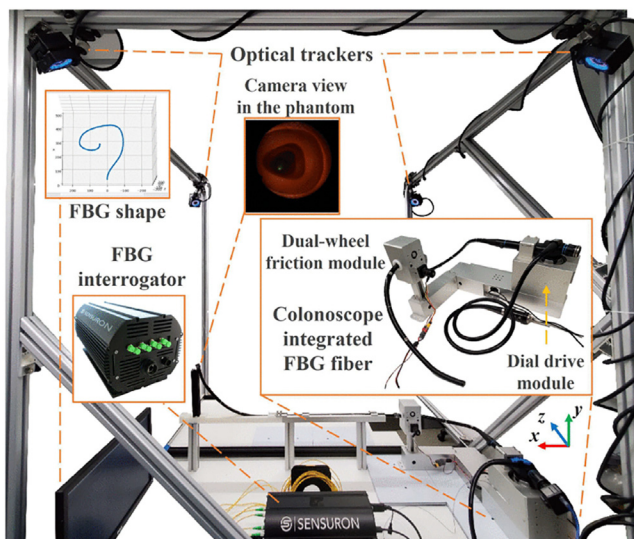 Optical trackers
Camera view
in the phantom
FBG shape
FBG
interrogator
SENSURON
Dual-wheel
friction module
Colonoscope
integrated
FBG fiber
Dial drive
module
z
y
x
SENSURON